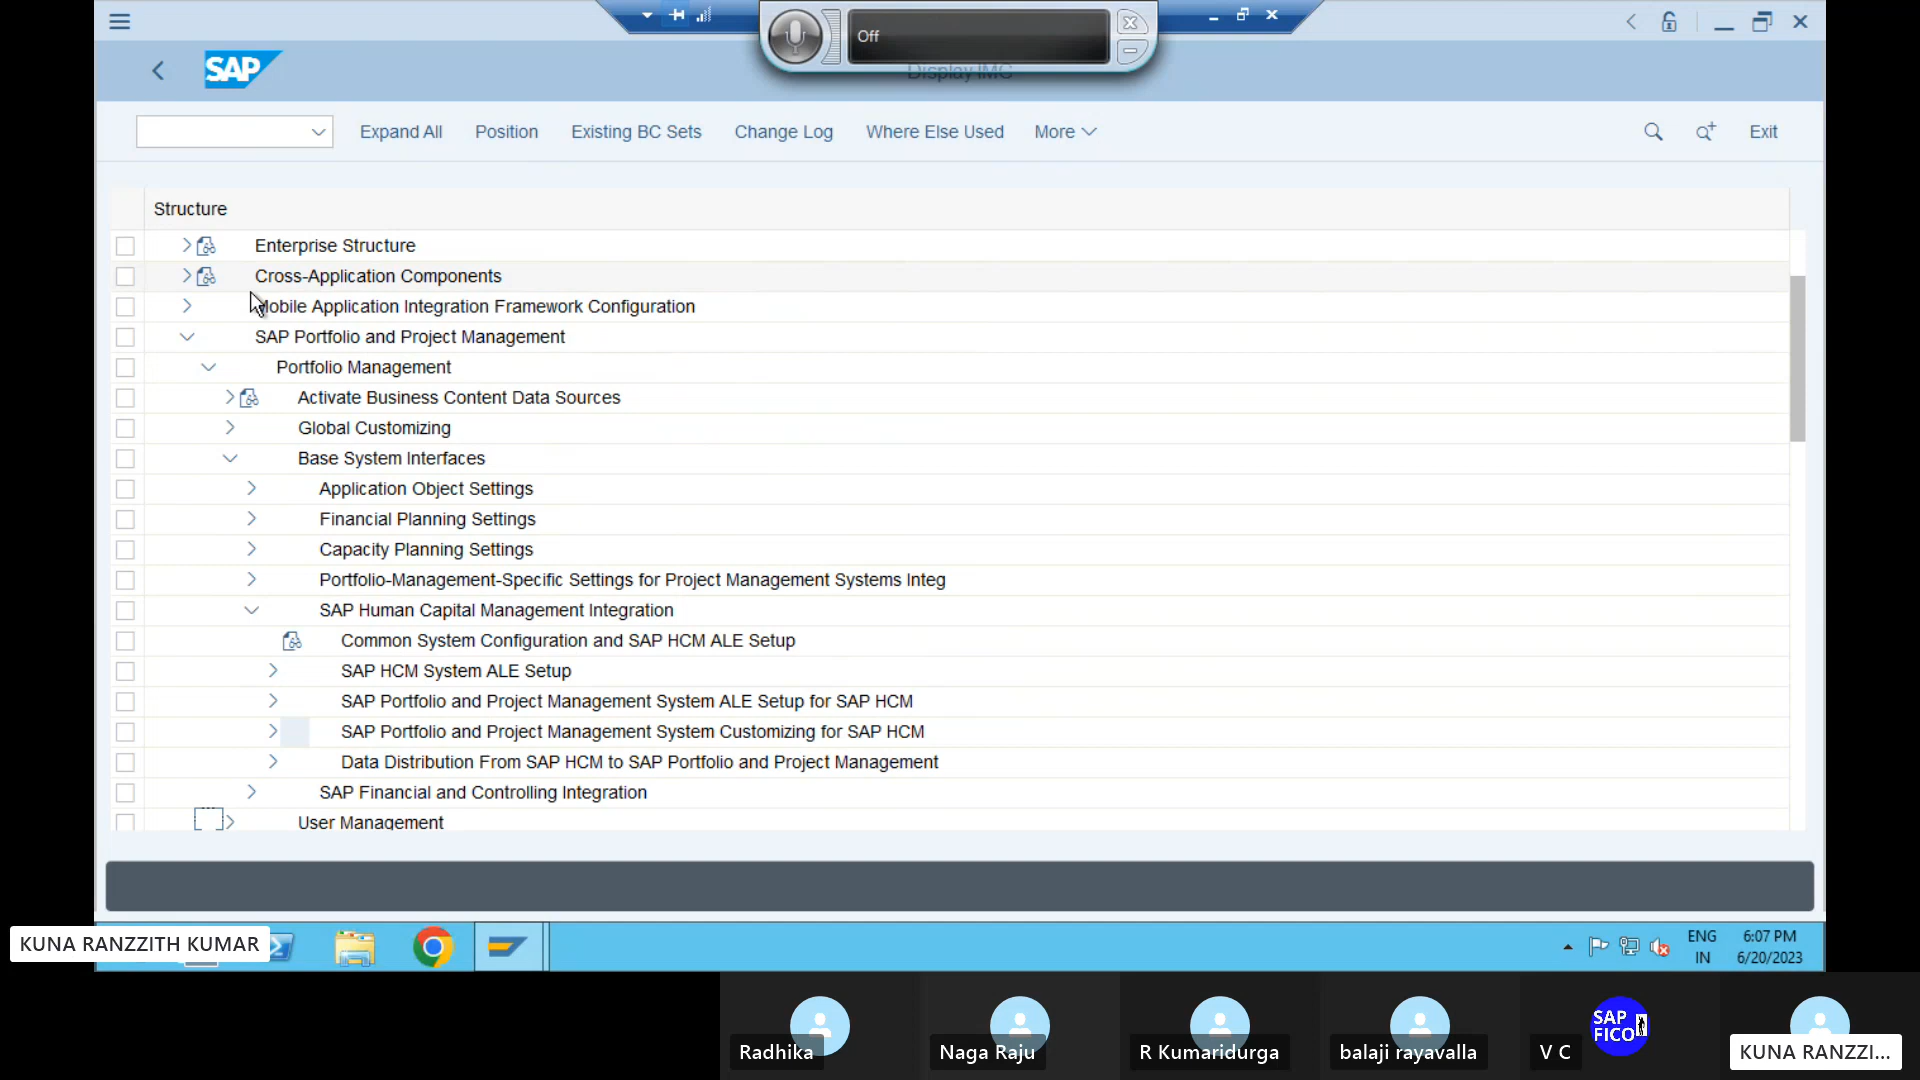 Off
SAP
Display IMG
Expand All
Position
Existing BC Sets
Change Log
Where Else Used
More
Exit
Structure
Enterprise Structure
Cross-Application Components
Mobile Application Integration Framework Configuration
SAP Portfolio and Project Management
Portfolio Management
Activate Business Content Data Sources
Global Customizing
Base System Interfaces
Application Object Settings
Financial Planning Settings
Capacity Planning Settings
Portfolio-Management-Specific Settings for Project Management Systems Integ
SAP Human Capital Management Integration
Common System Configuration and SAP HCM ALE Setup
SAP HCM System ALE Setup
SAP Portfolio and Project Management System ALE Setup for SAP HCM
SAP Portfolio and Project Management System Customizing for SAP HCM
Data Distribution From SAP HCM to SAP Portfolio and Project Management
SAP Financial and Controlling Integration
User Management
KUNA RANZZITH KUMAR
ENG
IN
6:07 PM
6/20/2023
Radhika
Naga Raju
R Kumaridurga
balaji rayavalla
SAP
FICO
V C
KUNA RANZZI...